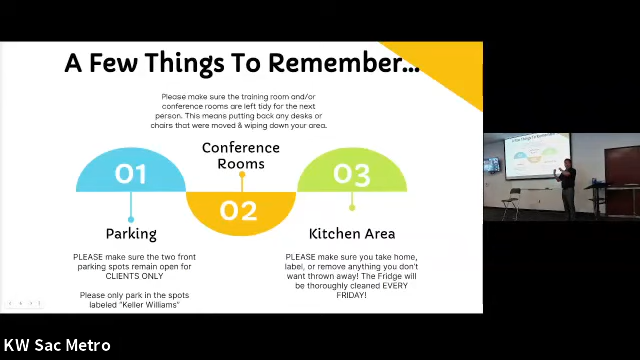 A Few Things To Remember...
Please make sure the training room and/or
conference rooms are left tidy for the next
person. This means putting back any desks or
chairs that were moved & wiping down your area.
Conference
Rooms
01
03
02
Parking
Kitchen Area
PLEASE make sure the two front
parking spots remain open for
CLIENTS ONLY
Please only park in the spots
labeled "Keller Williams"
PLEASE make sure you take home,
label, or remove anything you don't
want thrown away! The Fridge will
be thoroughly cleaned EVERY
FRIDAY!
A Few Things To Remember
KW Sac Metro